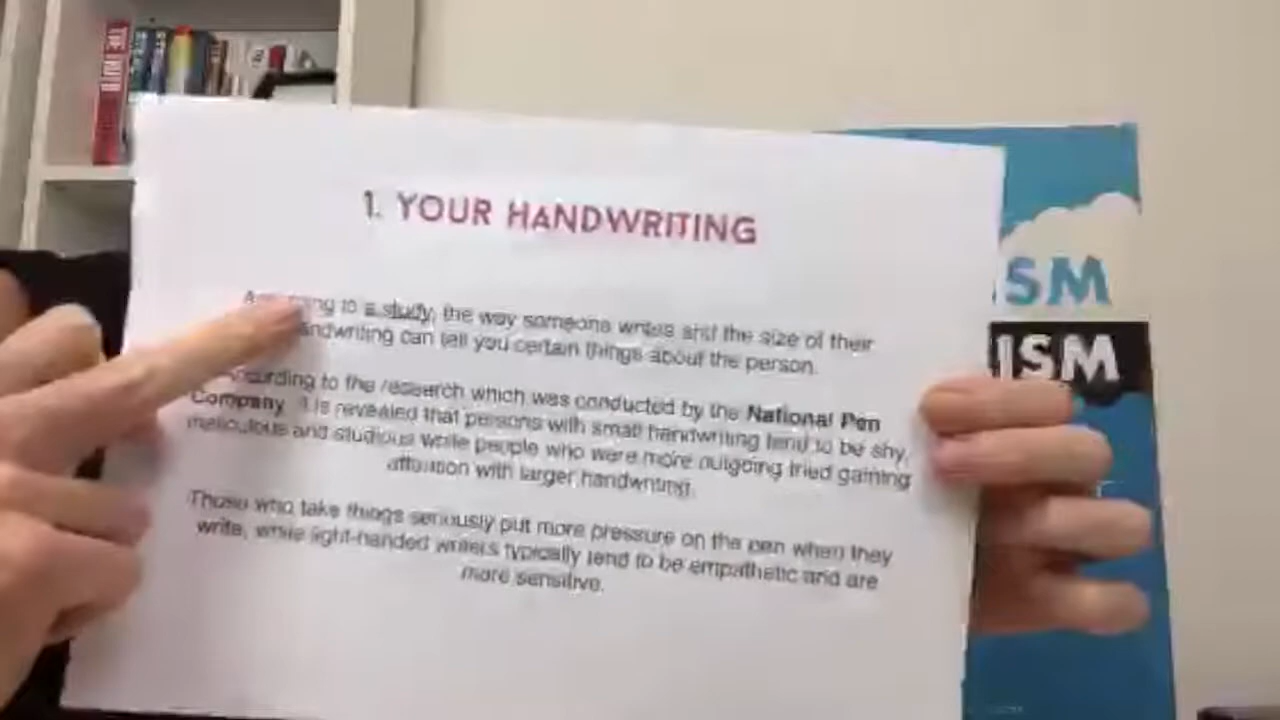 THE TRUTH
1. YOUR HANDWRITING
to a study, the way someone writes and the size of their
handwriting can tell you certain things about the person.
According to the research which was conducted by the National Pen
Company it is revealed that persons with small handwriting tend to be shy,
meticulous and studious while people who were more outgoing tried gaining
attention with larger handwriting.
Those who take things seriously put more pressure on the pen when they
write, while light-handed writers typically tend to be empathetic and are
more sensitive.
ISM
ISM